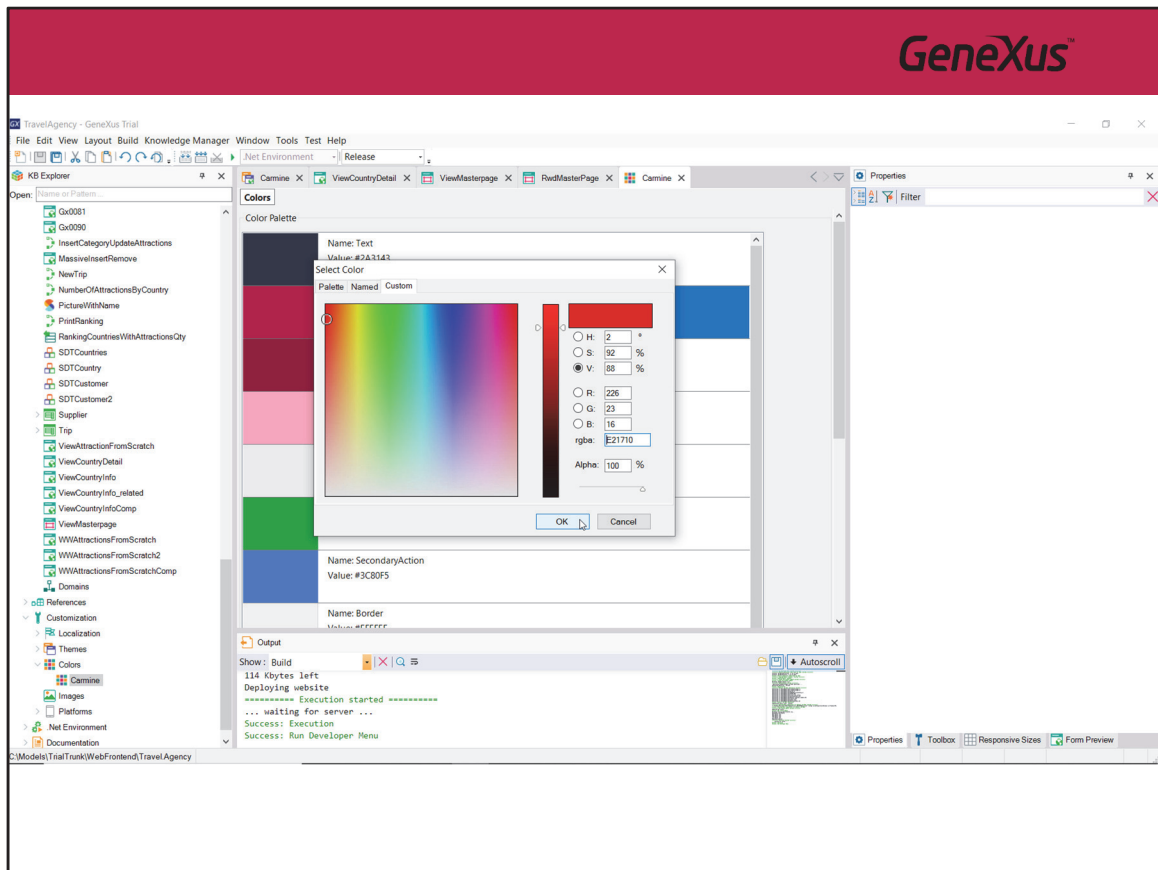 GeneXus™
TravelAgency - GeneXus Trial
File Edit View Layout Build Knowledge Manager Window Tools Test Help
.Net Environment Release
KB Explorer
Open: Name or Pattern...
Gx0081
Gx0090
InsertCategoryUpdateAttractions
MassiveInsertRemove
NewTrip
NumberOfAttractionsByCountry
PictureWithName
PrintRanking
RankingCountriesWithAttractionsQty
SDTCountries
SDTCountry
SDTCustomer
SDTCustomer2
Supplier
Trip
ViewAttractionFromScratch
ViewCountryDetail
ViewCountryInfo
ViewCountryInfo_related
ViewCountryInfoComp
ViewMasterpage
WWAttractionsFromScratch
WWAttractionsFromScratch2
WWAttractionsFromScratchComp
Domains
References
Customization
Localization
Themes
Colors
Carmine
Images
Platforms
.Net Environment
Documentation
Carmine ViewCountryDetail ViewMasterpage RwdMasterPage Carmine
Colors
Color Palette
Name: Text
Value: #2A3143
Select Color
Palette Named Custom
H: 2 °
S: 92 %
V: 88 %
R: 226
G: 23
B: 16
rgba: E21710
Alpha: 100 %
OK Cancel
Name: SecondaryAction
Value: #3C80F5
Name: Border
Output
Show: Build
Autoscroll
114 Kbytes left
Deploying website
========== Execution started ==========
... waiting for server ...
Success: Execution
Success: Run Developer Menu
Properties
Filter
Properties Toolbox Responsive Sizes Form Preview
C:\Models\TrialTrunk\WebFrontend\TravelAgency